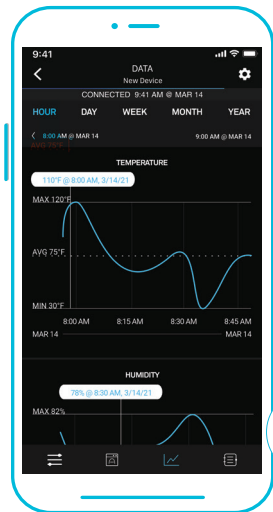 9:41
DATA
New Device
CONNECTED 9:41 AM @ MAR 14
HOUR DAY WEEK MONTH YEAR
8:00 AM @ MAR 14 9:00 AM @ MAR 14
AVG 75°F
TEMPERATURE
110°F @ 8:00 AM, 3/14/21
MAX 120°F
AVG 75°F
MIN 30°F
8:00 AM 8:15 AM 8:30 AM 8:45 AM
MAR 14 MAR 14
HUMIDITY
78% @ 8:30 AM, 3/14/21
MAX 82%